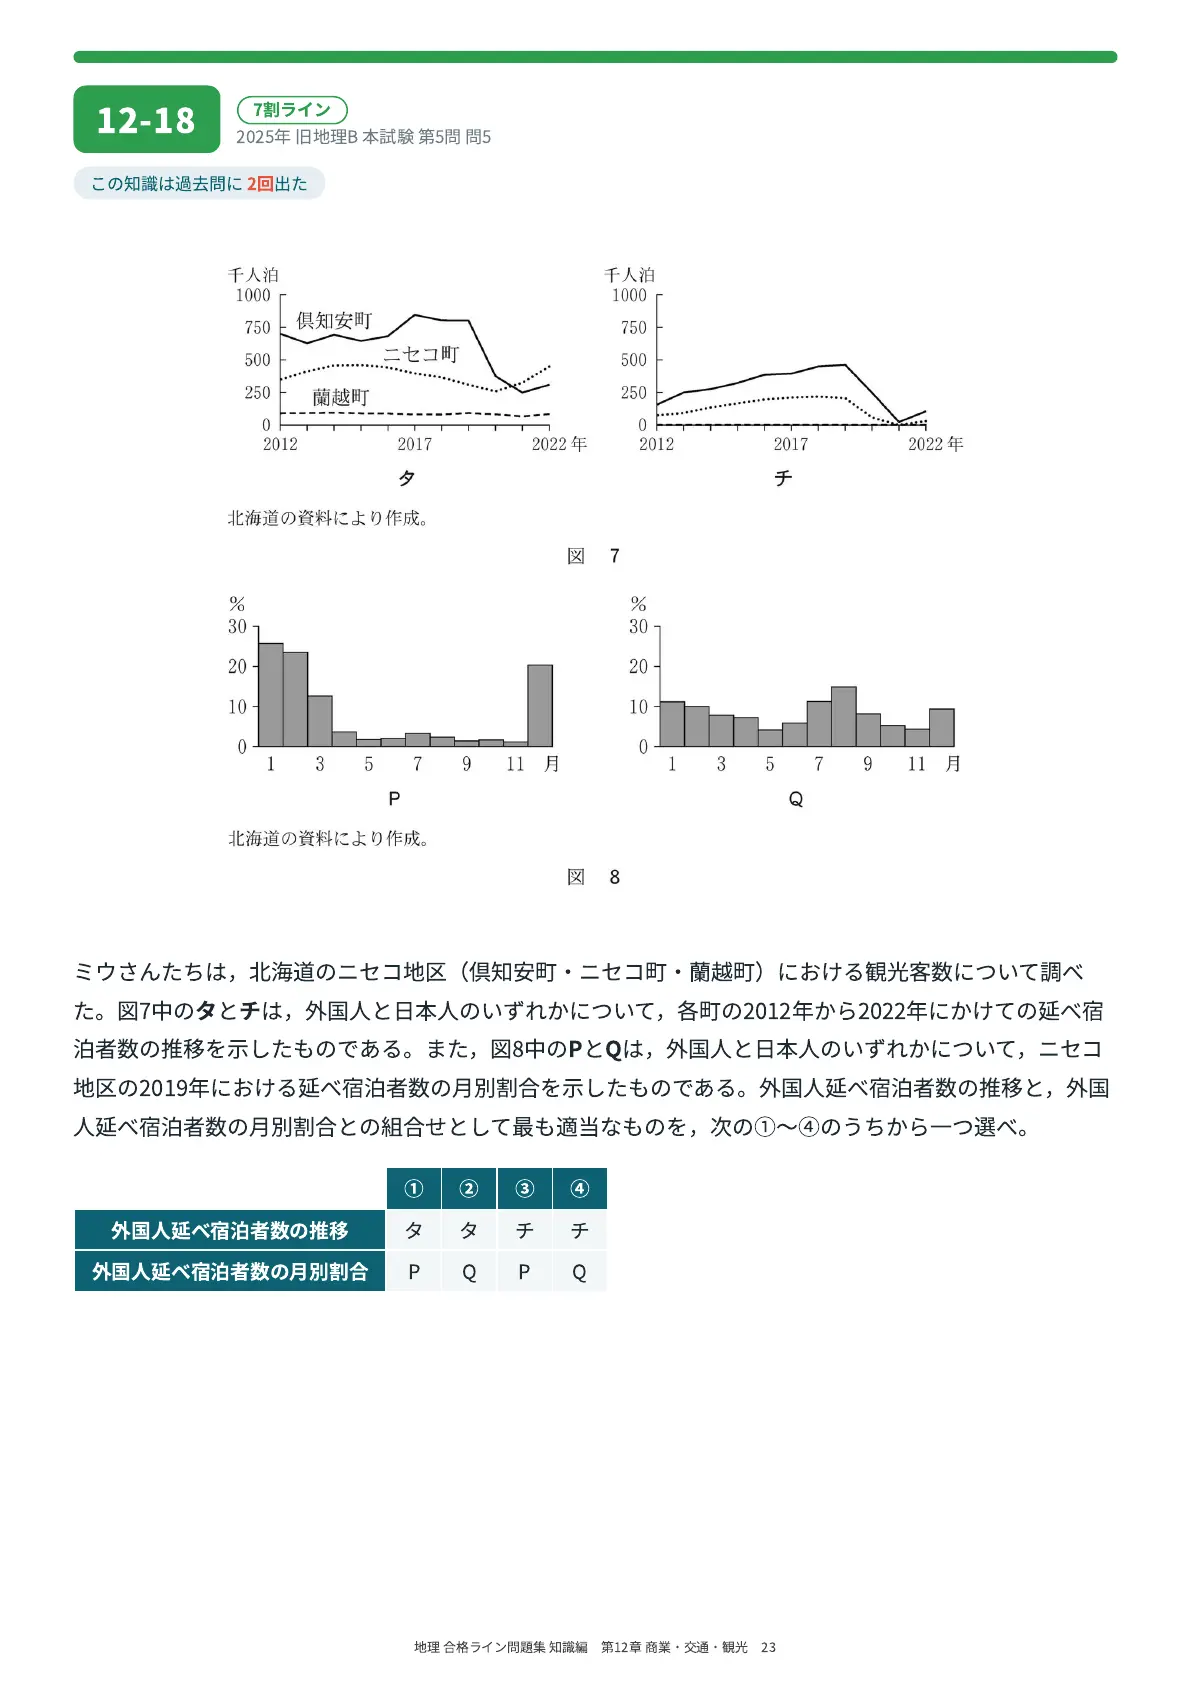 12-18
7割ライン
2025年 旧地理B 本試験 第5問 問5
この知識は過去問に 2回出た
千人泊
1000
750
500
250
0
2012
2017
2022 年
倶知安町
ニセコ町
蘭越町
タ
千人泊
1000
750
500
250
0
2012
2017
2022 年
チ
北海道の資料により作成。
図 7
%
30
20
10
0
1 3 5 7 9 11 月
P
%
30
20
10
0
1 3 5 7 9 11 月
Q
北海道の資料により作成。
図 8
ミウさんたちは，北海道のニセコ地区（倶知安町・ニセコ町・蘭越町）における観光客数について調べ
た。図7中のタとチは，外国人と日本人のいずれかについて，各町の2012年から2022年にかけての延べ宿
泊者数の推移を示したものである。また，図8中のPとQは，外国人と日本人のいずれかについて，ニセコ
地区の2019年における延べ宿泊者数の月別割合を示したものである。外国人延べ宿泊者数の推移と，外国
人延べ宿泊者数の月別割合との組合せとして最も適当なものを，次の①～④のうちから一つ選べ。
① ② ③ ④
外国人延べ宿泊者数の推移 タ タ チ チ
外国人延べ宿泊者数の月別割合 P Q P Q
地理 合格ライン問題集 知識編 第12章 商業・交通・観光 23